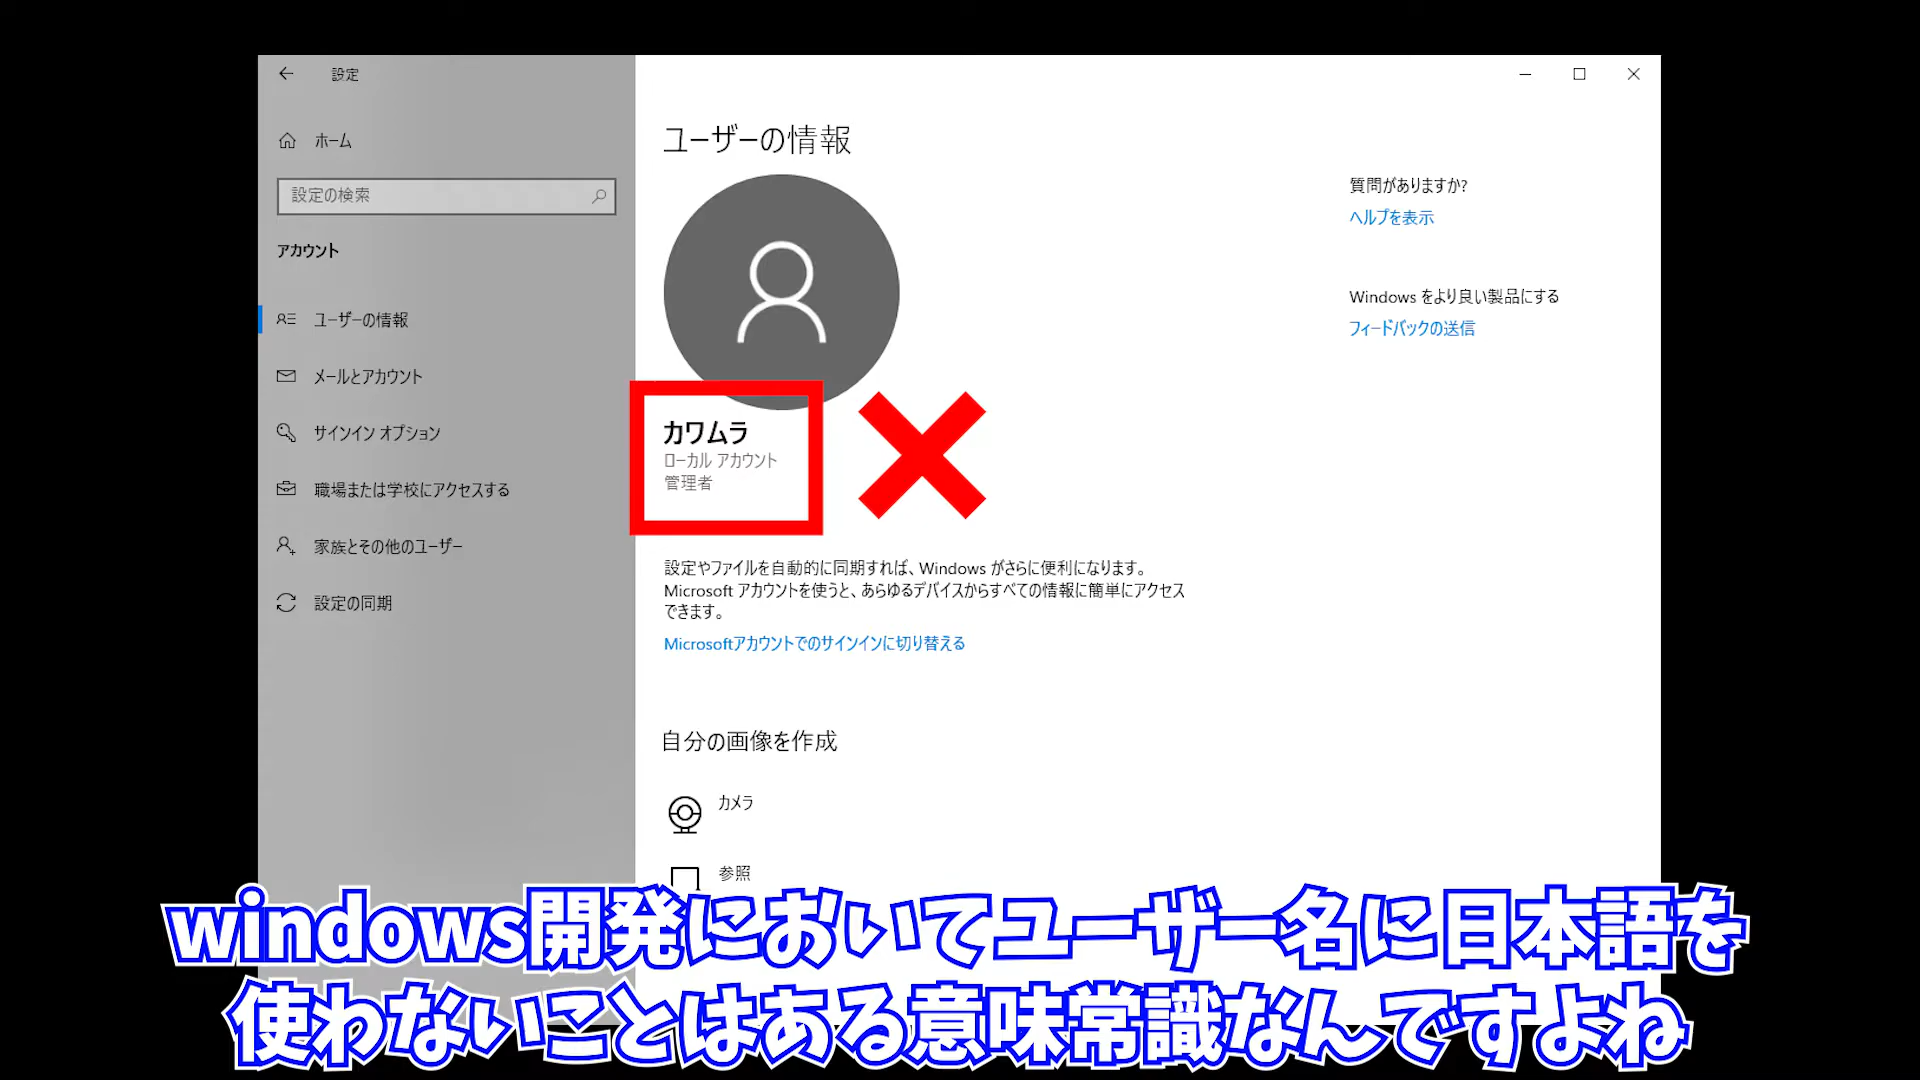 設定
ホーム
設定の検索
アカウント
ユーザーの情報
メールとアカウント
サインイン オプション
職場または学校にアクセスする
家族とその他のユーザー
設定の同期
ユーザーの情報
カワムラ
ローカル アカウント
管理者
設定やファイルを自動的に同期すれば、Windows がさらに便利になります。
Microsoft アカウントを使うと、あらゆるデバイスからすべての情報に簡単にアクセス
できます。
Microsoftアカウントでのサインインに切り替える
自分の画像を作成
カメラ
参照
質問がありますか?
ヘルプを表示
Windows をより良い製品にする
フィードバックの送信
windows開発においてユーザー名に日本語を
使わないことはある意味常識なんですよね